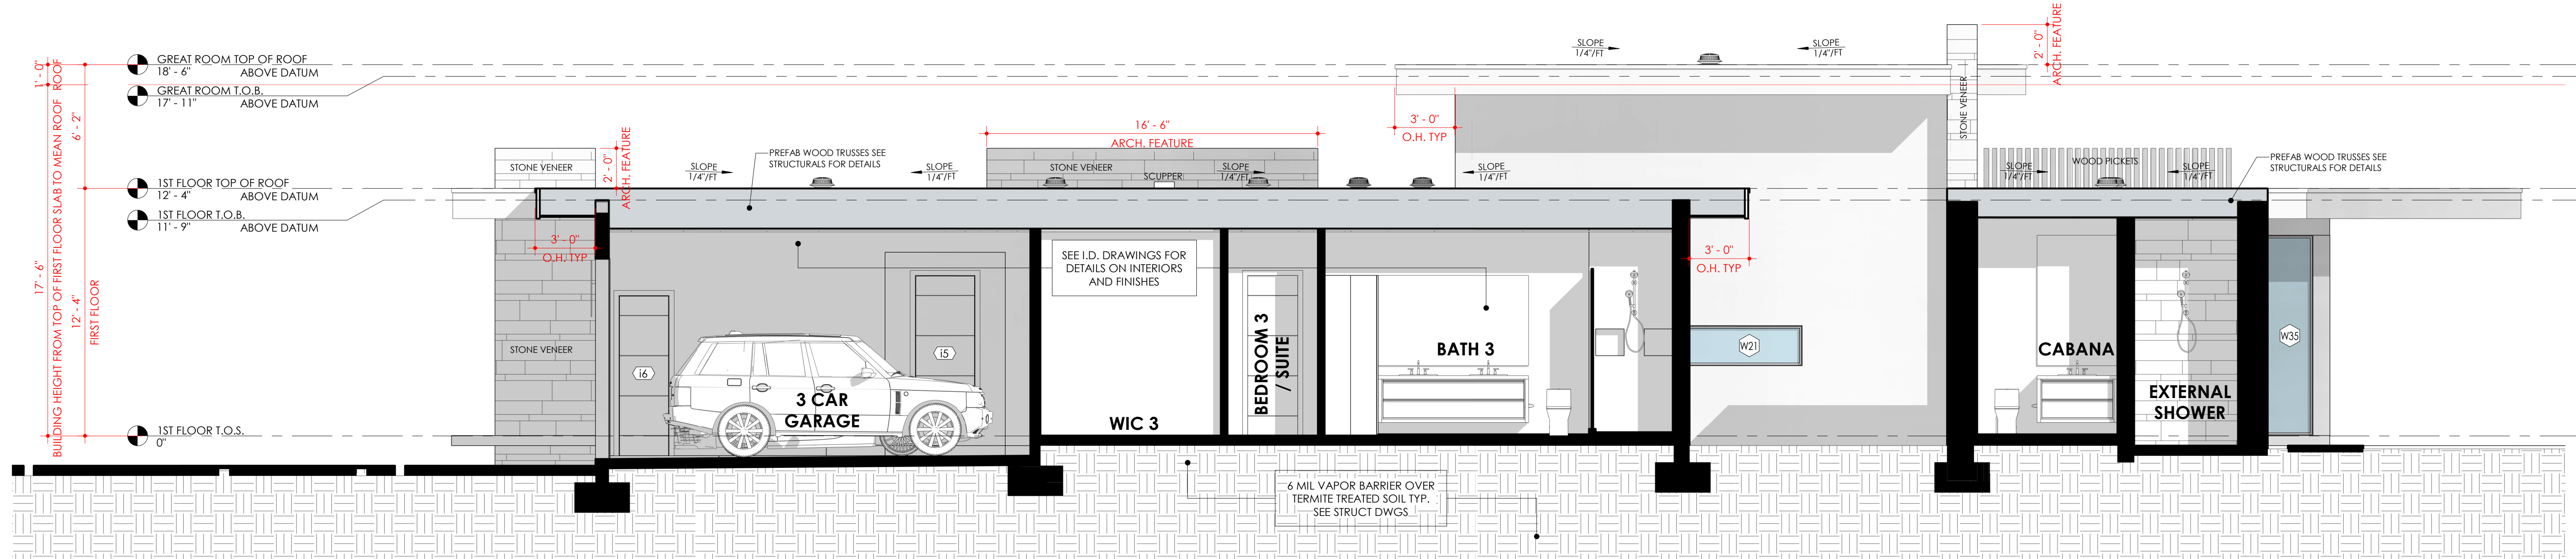 GREAT ROOM TOP OF ROOF
18' - 6" ABOVE DATUM
GREAT ROOM T.O.B.
17' - 11" ABOVE DATUM
1ST FLOOR TOP OF ROOF
12' - 4" ABOVE DATUM
1ST FLOOR T.O.B.
11' - 9" ABOVE DATUM
1ST FLOOR T.O.S.
0"
1' - 0"
ROOF
6' - 2"
17' - 6"
BUILDING HEIGHT FROM TOP OF FIRST FLOOR SLAB TO MEAN ROOF
12' - 4"
FIRST FLOOR
STONE VENEER
STONE VENEER
3' - 0"
O.H. TYP
2' - 0"
ARCH. FEATURE
SLOPE
1/4"/FT
PREFAB WOOD TRUSSES SEE
STRUCTURALS FOR DETAILS
SLOPE
1/4"/FT
16' - 6"
ARCH. FEATURE
STONE VENEER
SCUPPER
SLOPE
1/4"/FT
SLOPE
1/4"/FT
3' - 0"
O.H. TYP
SLOPE
1/4"/FT
SLOPE
1/4"/FT
2' - 0"
ARCH. FEATURE
STONE VENEER
SLOPE
1/4"/FT
WOOD PICKETS
SLOPE
1/4"/FT
PREFAB WOOD TRUSSES SEE
STRUCTURALS FOR DETAILS
i6
i5
3 CAR
GARAGE
SEE I.D. DRAWINGS FOR
DETAILS ON INTERIORS
AND FINISHES
WIC 3
BEDROOM 3
/ SUITE
BATH 3
3' - 0"
O.H. TYP
W21
CABANA
EXTERNAL
SHOWER
W35
6 MIL VAPOR BARRIER OVER
TERMITE TREATED SOIL TYP.
SEE STRUCT DWGS